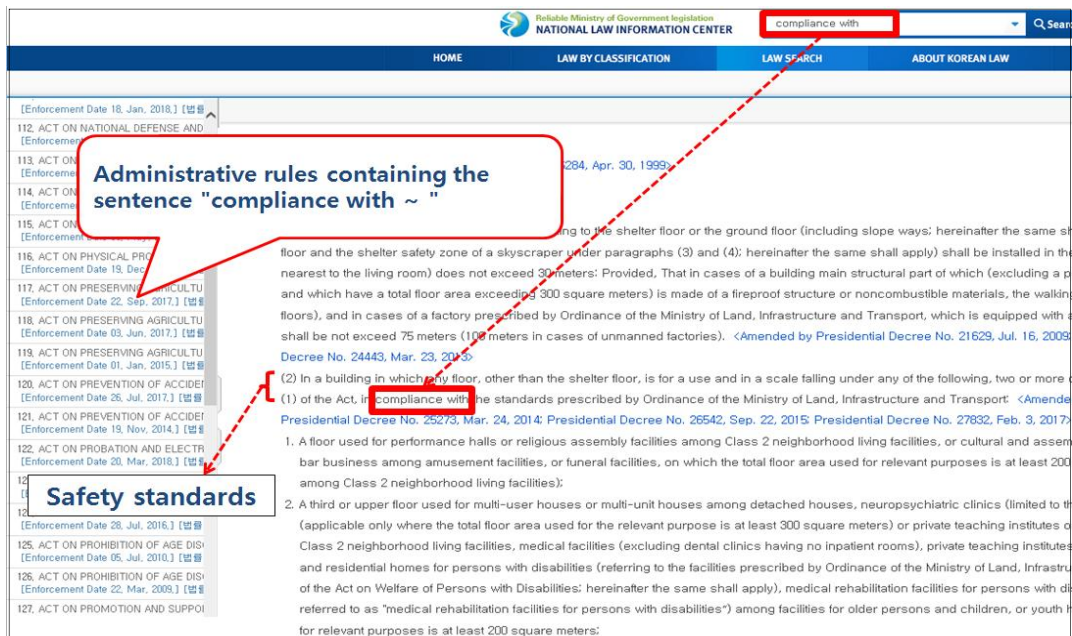 Reliable Ministry of Government legislation
NATIONAL LAW INFORMATION CENTER
compliance with
HOME
LAW BY CLASSIFICATION
LAW SEARCH
ABOUT KOREAN LAW
[Enforcement Date 18, Jan, 2018,] [법률
112, ACT ON NATIONAL DEFENSE AND
[Enforcement
113, ACT ON
114, ACT ON
115, ACT ON
116, ACT ON PHYSICAL PRO
[Enforcement Date 19, Dec
117, ACT ON PRESERVING AGRICULTU
[Enforcement Date 22, Sep, 2017,] [법률
118, ACT ON PRESERVING AGRICULTU
[Enforcement Date 03, Jun, 2017,] [법률
119, ACT ON PRESERVING AGRICULTU
[Enforcement Date 01, Jan, 2015,] [법률
120, ACT ON PREVENTION OF ACCIDEN
[Enforcement Date 26, Jul, 2017,] [법률
121, ACT ON PREVENTION OF ACCIDEN
[Enforcement Date 19, Nov, 2014,] [법률
122, ACT ON PROBATION AND ELECTR
[Enforcement Date 20, Mar, 2018,] [법률
[Enforcement Date 28, Jul, 2016,] [법률
125, ACT ON PROHIBITION OF AGE DIS
[Enforcement Date 05, Jul, 2010,] [법률
126, ACT ON PROHIBITION OF AGE DIS
[Enforcement Date 22, Mar, 2009,] [법률
127, ACT ON PROMOTION AND SUPPO
Administrative rules containing the
sentence "compliance with ~ "
Safety standards
284, Apr. 30, 1999>
to the shelter floor or the ground floor (including slope ways; hereinafter the same
floor and the shelter safety zone of a skyscraper under paragraphs (3) and (4); hereinafter the same shall apply) shall be installed in the
nearest to the living room) does not exceed 30 meters: Provided, That in cases of a building main structural part of which (excluding a
and which have a total floor area exceeding 300 square meters) is made of a fireproof structure or noncombustible materials, the walking
floors), and in cases of a factory prescribed by Ordinance of the Ministry of Land, Infrastructure and Transport, which is equipped with
shall be not exceed 75 meters (100 meters in cases of unmanned factories). <Amended by Presidential Decree No. 21629, Jul. 16, 2009;
Decree No. 24443, Mar. 23, 2013>
(2) In a building in which any floor, other than the shelter floor, is for a use and in a scale falling under any of the following, two or more
(1) of the Act, in compliance with the standards prescribed by Ordinance of the Ministry of Land, Infrastructure and Transport: <Amende
Presidential Decree No. 25273, Mar. 24, 2014; Presidential Decree No. 26542, Sep. 22, 2015; Presidential Decree No. 27832, Feb. 3, 2017>
1. A floor used for performance halls or religious assembly facilities among Class 2 neighborhood living facilities, or cultural and assem
bar business among amusement facilities, or funeral facilities, on which the total floor area used for relevant purposes is at least 200
among Class 2 neighborhood living facilities);
2. A third or upper floor used for multi-user houses or multi-unit houses among detached houses, neuropsychiatric clinics (limited to
(applicable only where the total floor area used for the relevant purpose is at least 300 square meters) or private teaching institutes
Class 2 neighborhood living facilities, medical facilities (excluding dental clinics having no inpatient rooms), private teaching institutes
and residential homes for persons with disabilities (referring to the facilities prescribed by Ordinance of the Ministry of Land, Infrastru
of the Act on Welfare of Persons with Disabilities; hereinafter the same shall apply), medical rehabilitation facilities for persons with
referred to as "medical rehabilitation facilities for persons with disabilities") among facilities for older persons and children, or youth
for relevant purposes is at least 200 square meters;